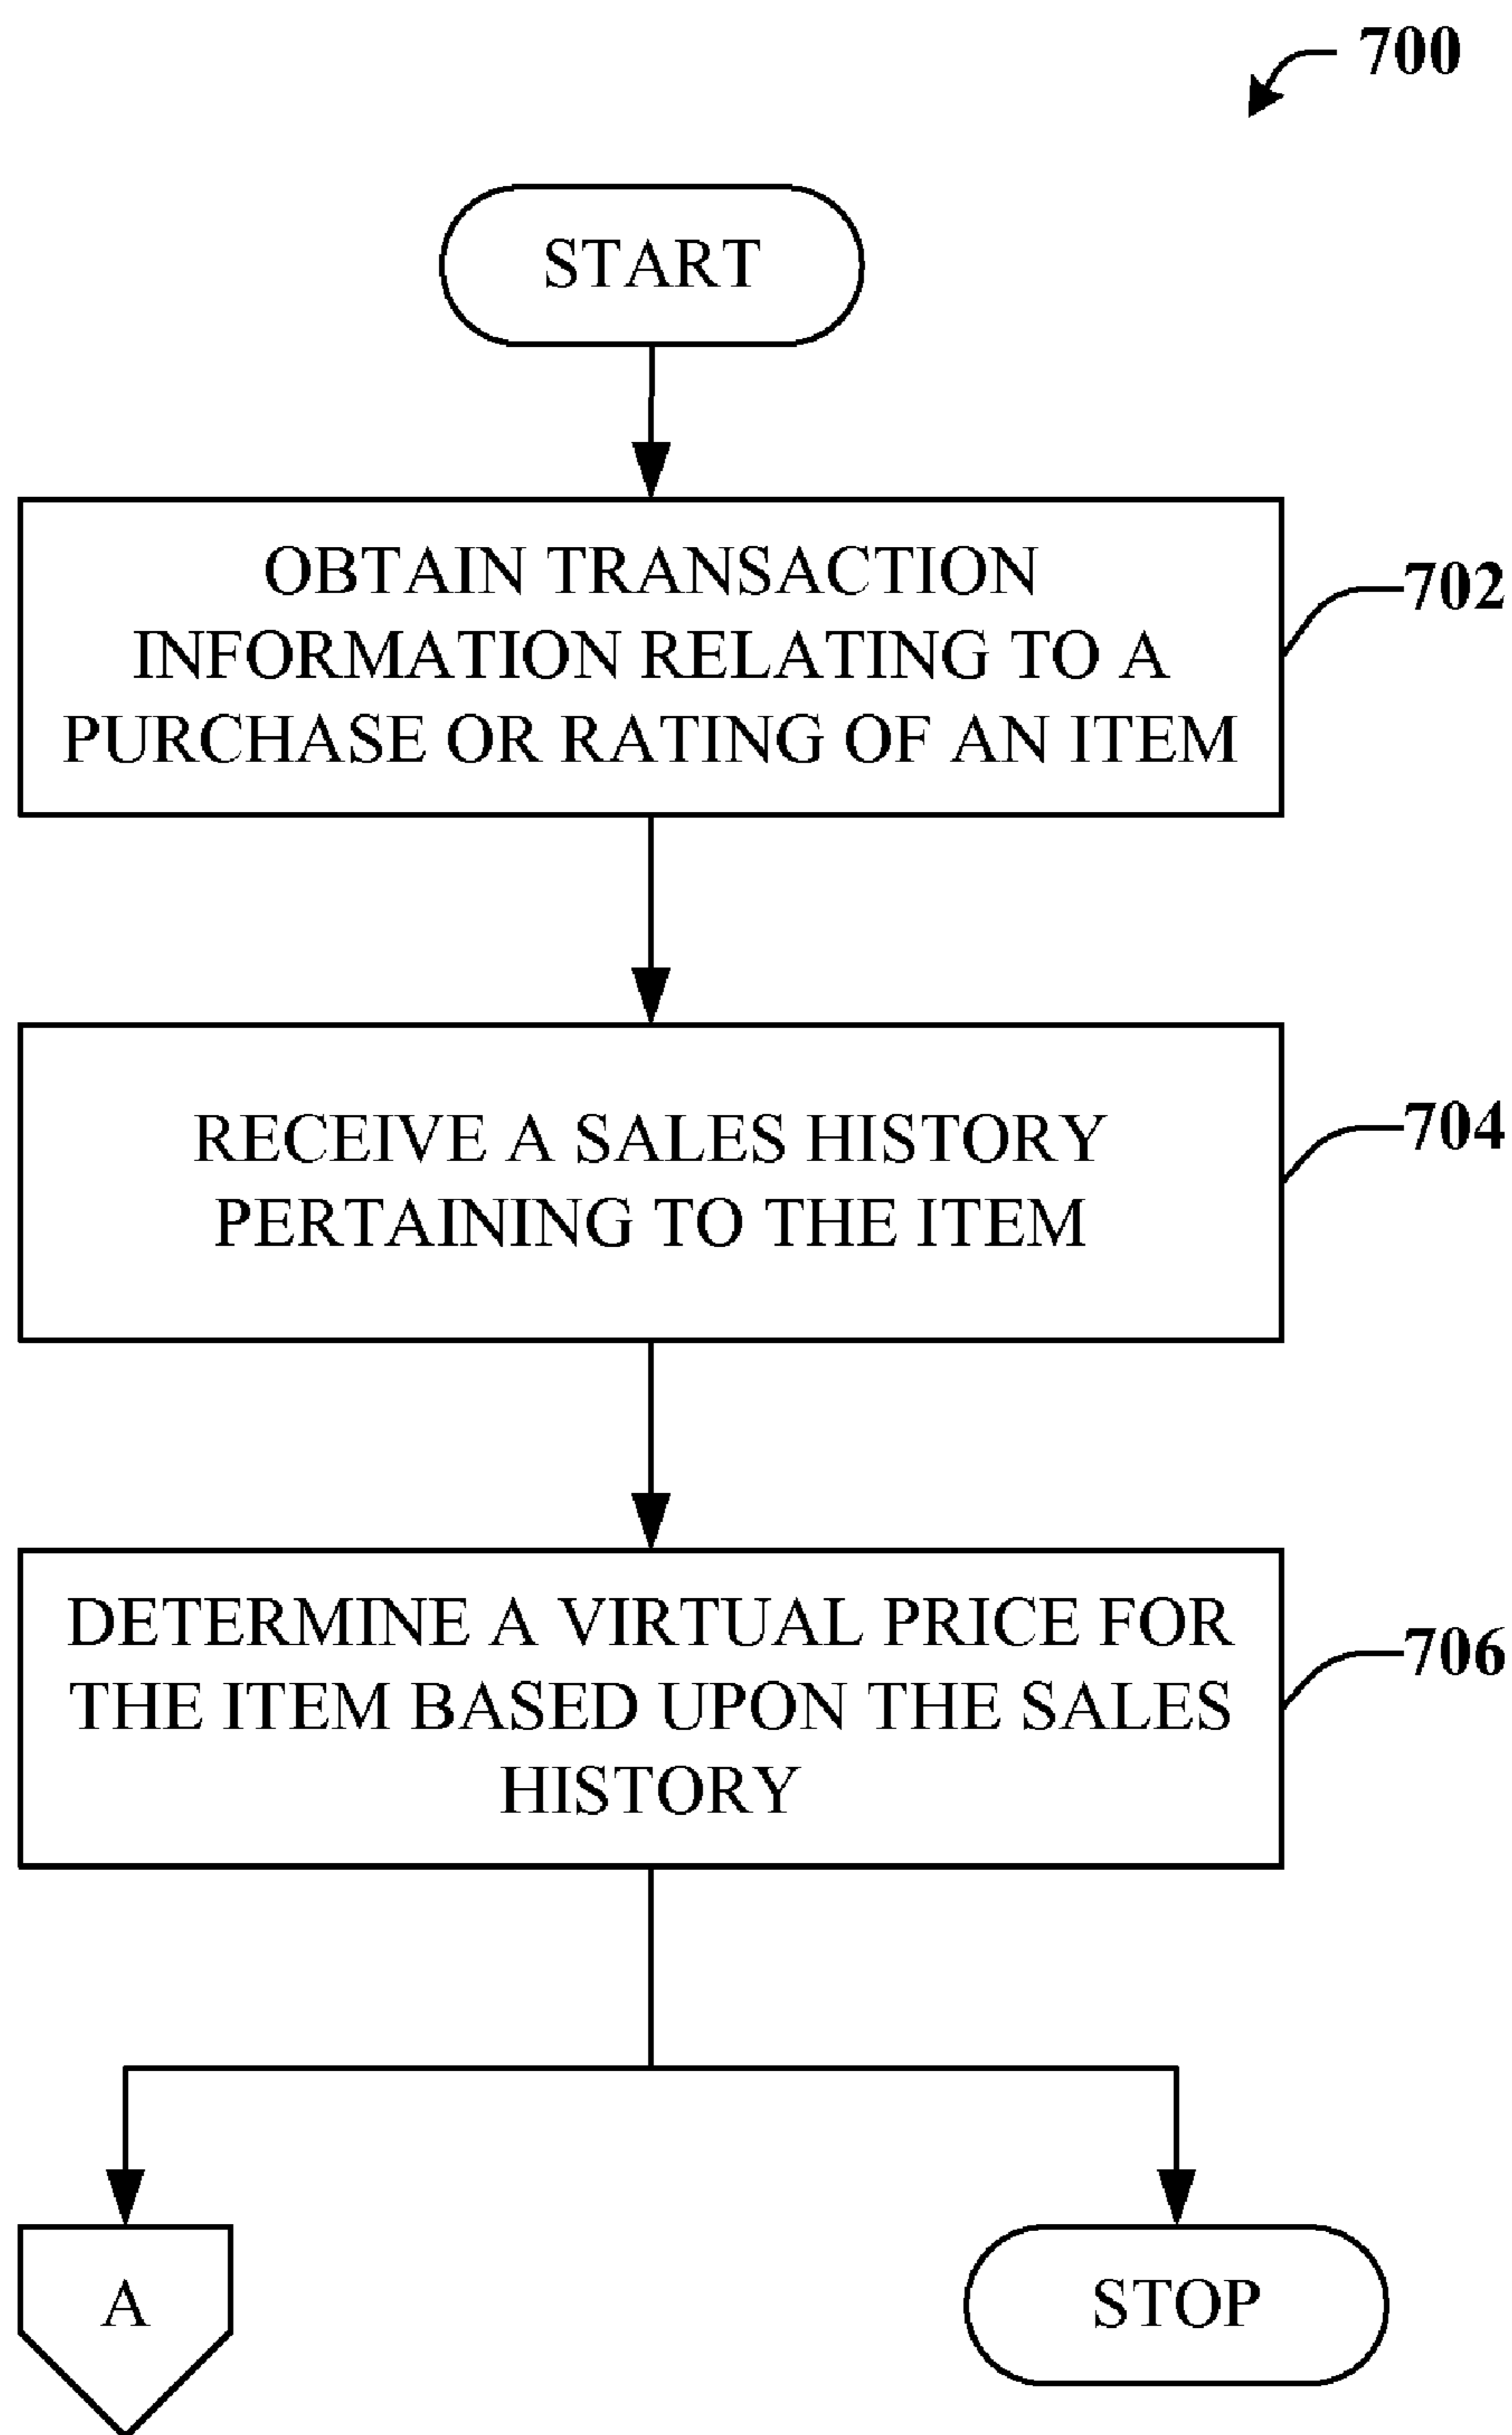 700
START
OBTAIN TRANSACTION
INFORMATION RELATING TO A
PURCHASE OR RATING OF AN ITEM
702
RECEIVE A SALES HISTORY
PERTAINING TO THE ITEM
704
DETERMINE A VIRTUAL PRICE FOR
THE ITEM BASED UPON THE SALES
HISTORY
706
A
STOP